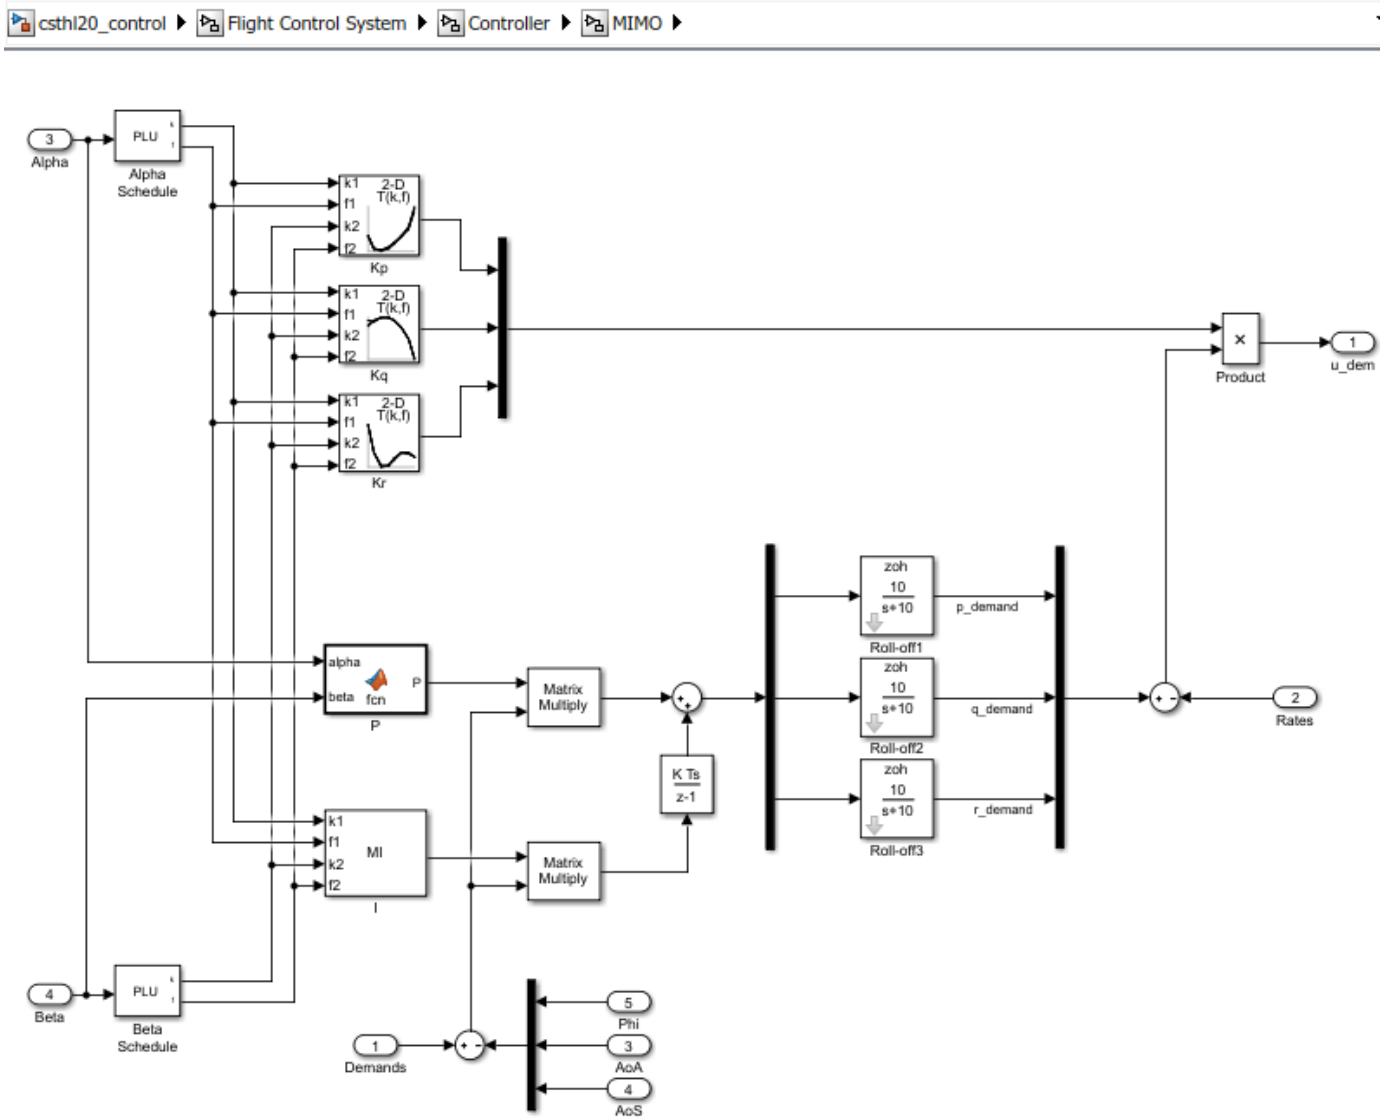 csthl20_control Flight Control System Controller MIMO
3
Alpha
PLU
k
f
Alpha
Schedule
k1
f1
k2
f2
2-D
T(k,f)
Kp
k1
f1
k2
f2
2-D
T(k,f)
Kq
k1
f1
k2
f2
2-D
T(k,f)
Kr
×
Product
1
u_dem
alpha
beta
fcn
P
P
Matrix
Multiply
+
+
K Ts
z-1
zoh
10
s+10
Roll-off1
p_demand
zoh
10
s+10
Roll-off2
q_demand
zoh
10
s+10
Roll-off3
r_demand
+ -
2
Rates
k1
f1
k2
f2
MI
I
Matrix
Multiply
4
Beta
PLU
k
f
Beta
Schedule
1
Demands
+ -
5
Phi
3
AoA
4
AoS